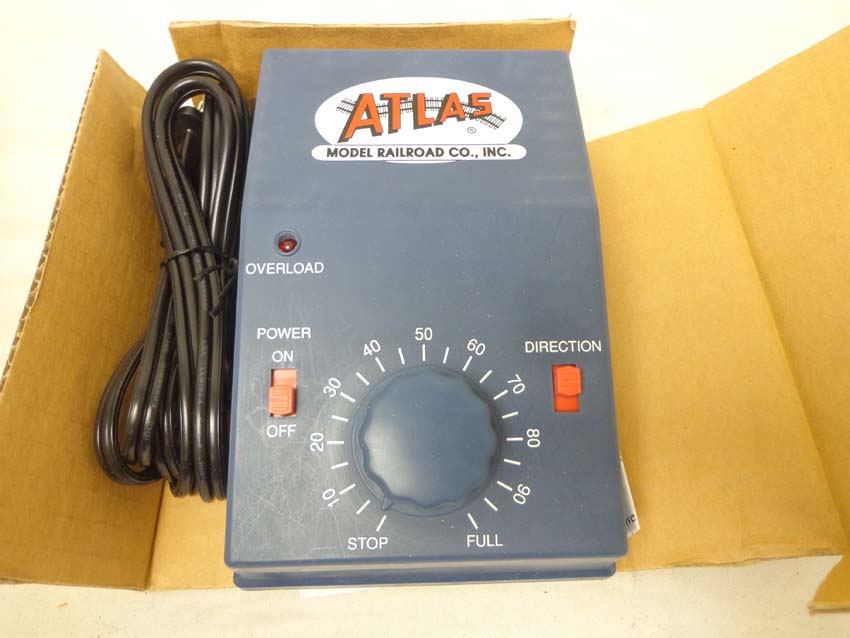 ATLAS
®
MODEL RAILROAD CO., INC.
OVERLOAD
POWER
ON
OFF
DIRECTION
10
20
30
40
50
60
70
80
90
STOP
FULL